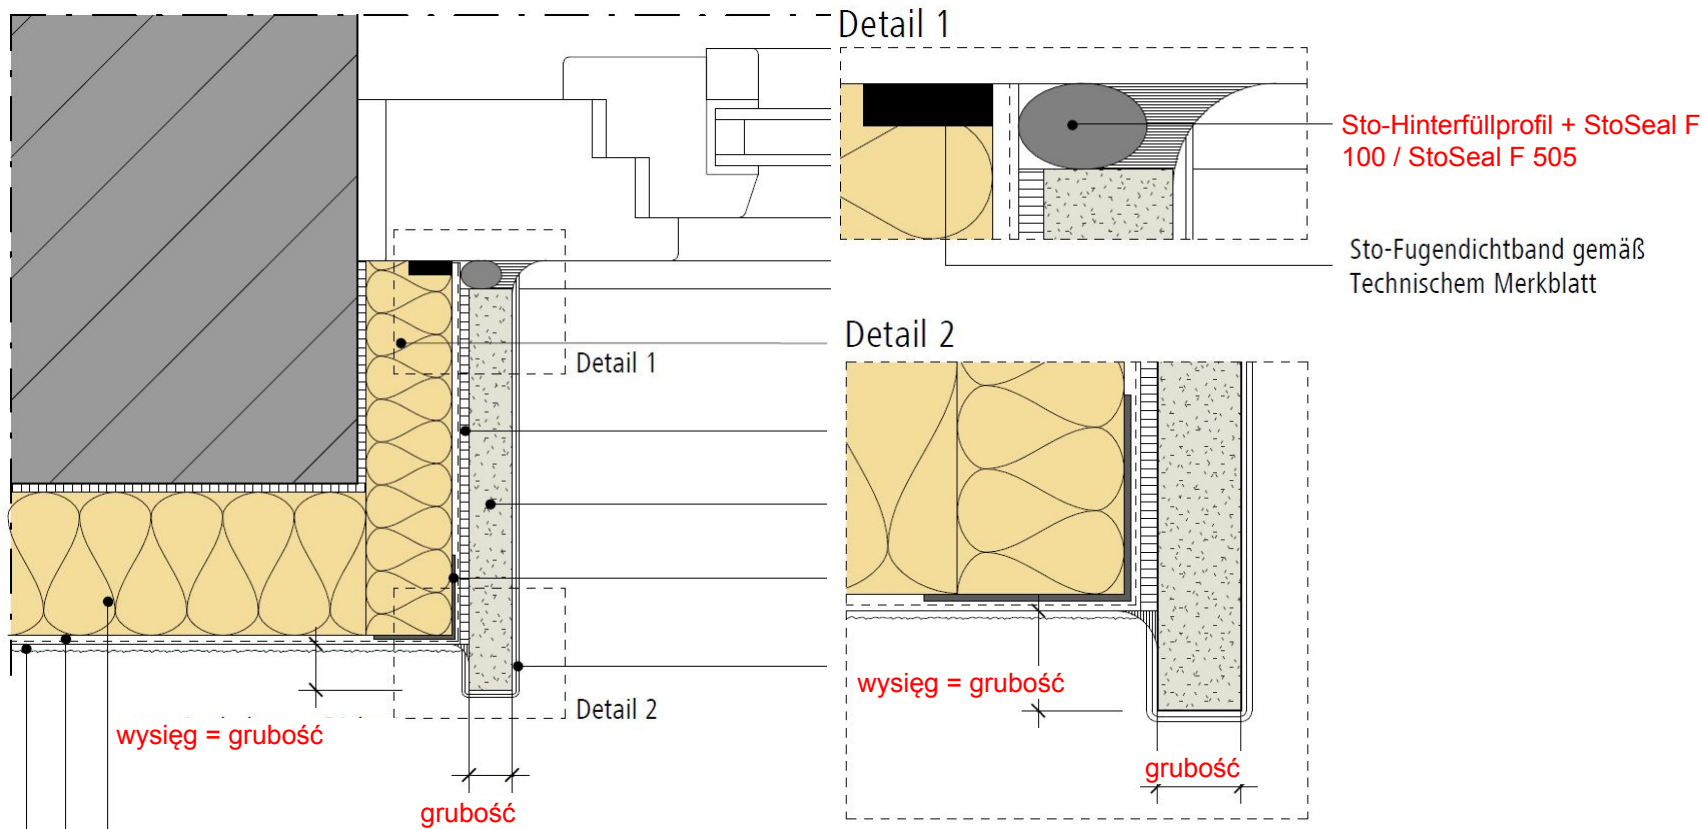 Detail 1
Sto-Hinterfüllprofil + StoSeal F
100 / StoSeal F 505
Sto-Fugendichtband gemäß
Technischem Merkblatt
Detail 1
Detail 2
wysięg = grubość
grubość
Detail 2
wysięg = grubość
grubość